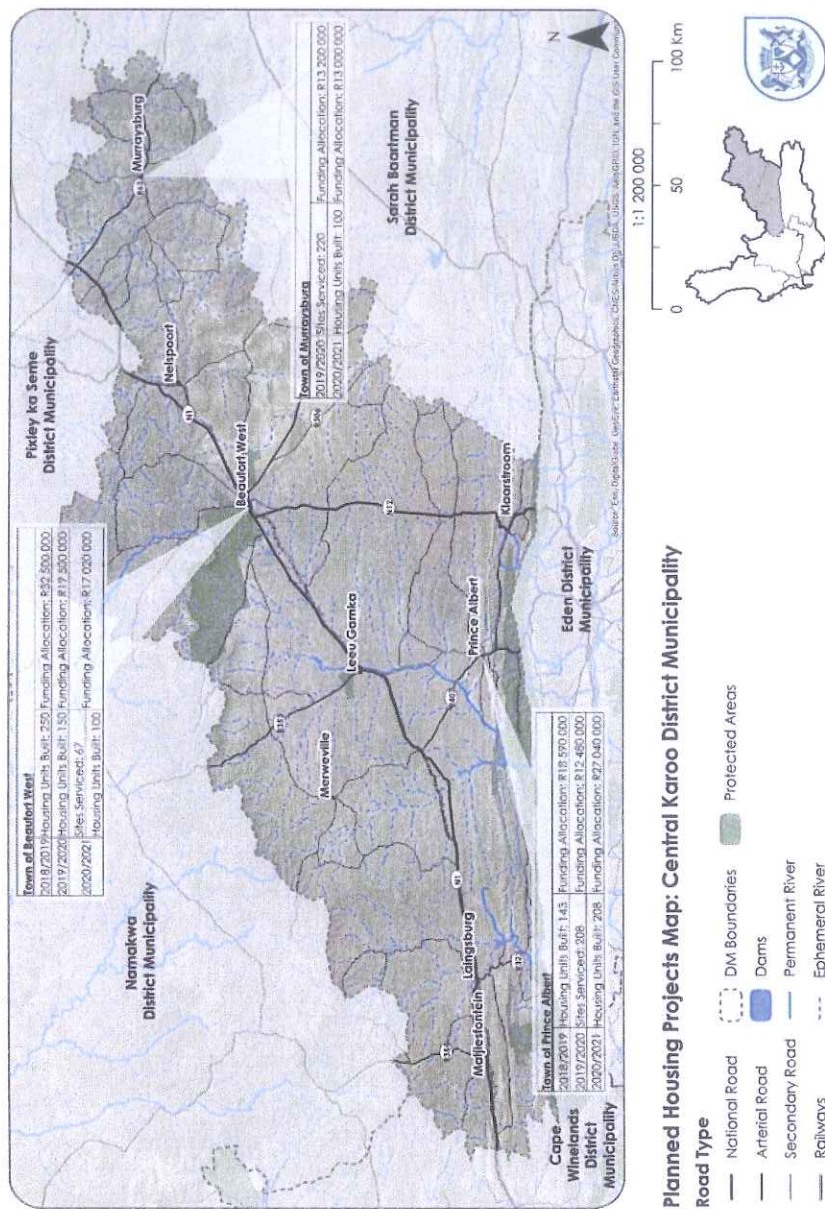 Pixley ka Seme
District Municipality
Namakwa
District Municipality
Town of Beaufort West
2018/2019 Housing Units Built: 250 Funding Allocation: R32 500 000
2019/2020 Housing Units Built: 150 Funding Allocation: R19 500 000
2020/2021 Sites Serviced: 67 Funding Allocation: R17 020 000
Housing Units Built: 100
Murraysburg
R63
Nelspoort
N1
Beaufort West
R306
Town of Murraysburg
2019/2020 Sites Serviced: 220 Funding Allocation: R13 200 000
2020/2021 Housing Units Built: 100 Funding Allocation: R13 000 000
Sarah Baartman
District Municipality
N
Leeu Gamka
R353
Merweville
N12
Klaarstroom
Prince Albert
R407
N1
Laingsburg
Matjiesfontein
R354
Eden District
Municipality
Town of Prince Albert
2018/2019 Housing Units Built: 143 Funding Allocation: R18 590 000
2019/2020 Sites Serviced: 208 Funding Allocation: R12 480 000
2020/2021 Housing Units Built: 208 Funding Allocation: R27 040 000
Cape
Winelands
District
Municipality
Planned Housing Projects Map: Central Karoo District Municipality
Road Type
National Road
Arterial Road
Secondary Road
Railways
DM Boundaries
Dams
Permanent River
Ephemeral River
Protected Areas
1:1 200 000
0 50 100 Km